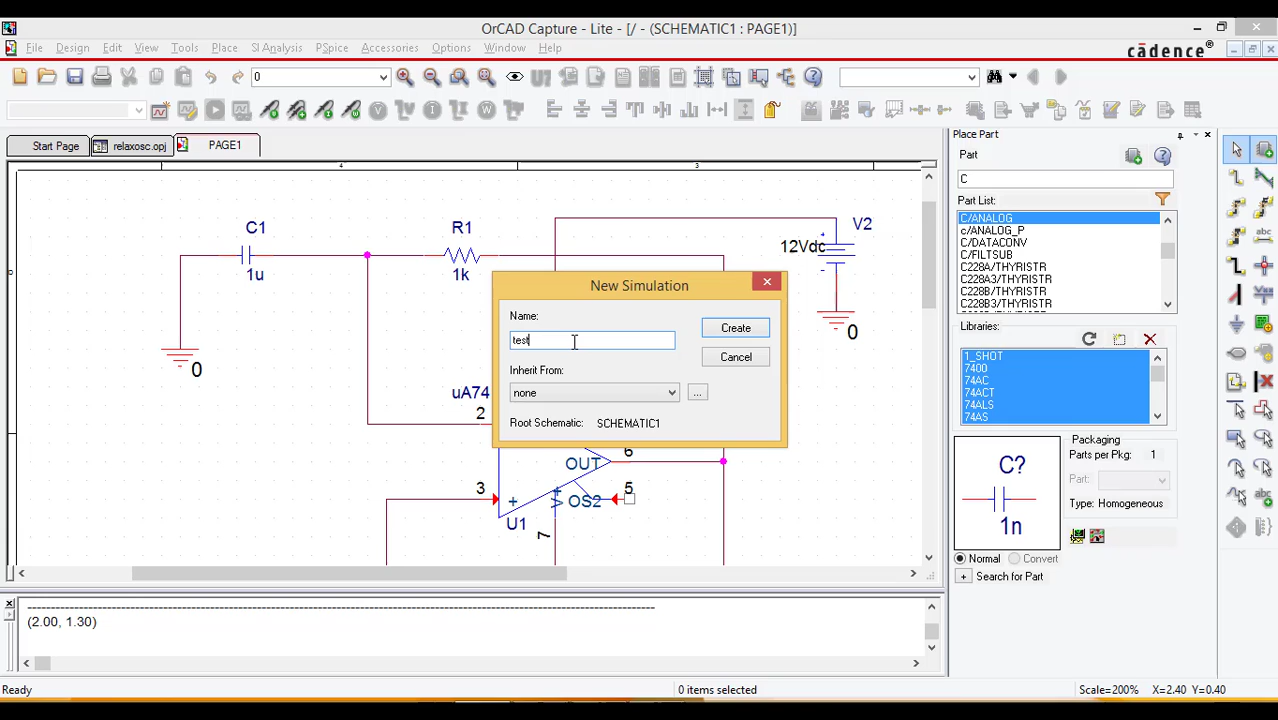 OrCAD Capture - Lite - [/ - (SCHEMATIC1 : PAGE1)]
File Design Edit View Tools Place SI Analysis PSpice Accessories Options Window Help
cādence®
0
Start Page relaxosc.opj PAGE1
4 3
0
C1
1u
R1
1k
V2
12Vdc
+
-
0
0
uA74
2
OUT
6
3
+
V+
OS2
5
U1
7
New Simulation
Name:
test
Create
Cancel
Inherit From:
none
...
Root Schematic: SCHEMATIC1
Place Part
Part
C
Part List:
C/ANALOG
c/ANALOG_P
C/DATACONV
C/FILTSUB
C228A/THYRISTR
C228A3/THYRISTR
C228B/THYRISTR
C228B3/THYRISTR
Libraries:
1_SHOT
7400
74AC
74ACT
74ALS
74AS
Packaging
Parts per Pkg: 1
Part:
Type: Homogeneous
C?
1n
Normal Convert
+ Search for Part
(2.00, 1.30)
Ready
0 items selected
Scale=200% X=2.40 Y=0.40